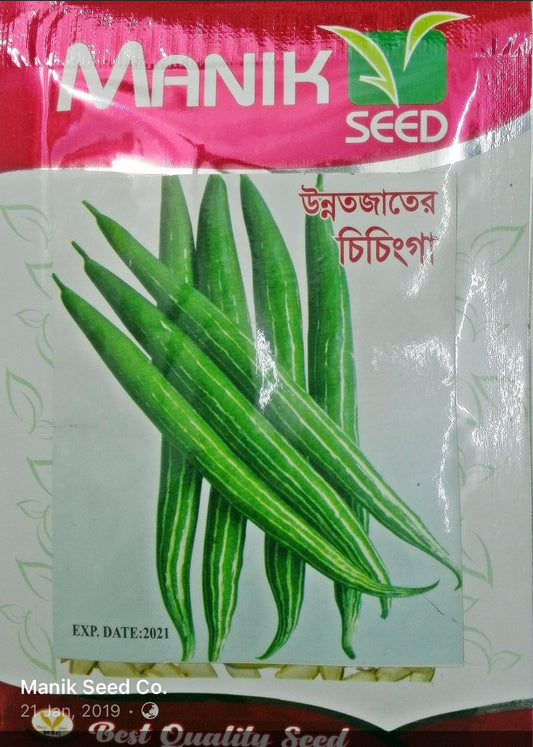 MANIK
SEED
উন্নতজাতের
চিচিংগা
EXP. DATE:2021
Manik Seed Co.
21 Jan, 2019 ·
Best Quality Seed